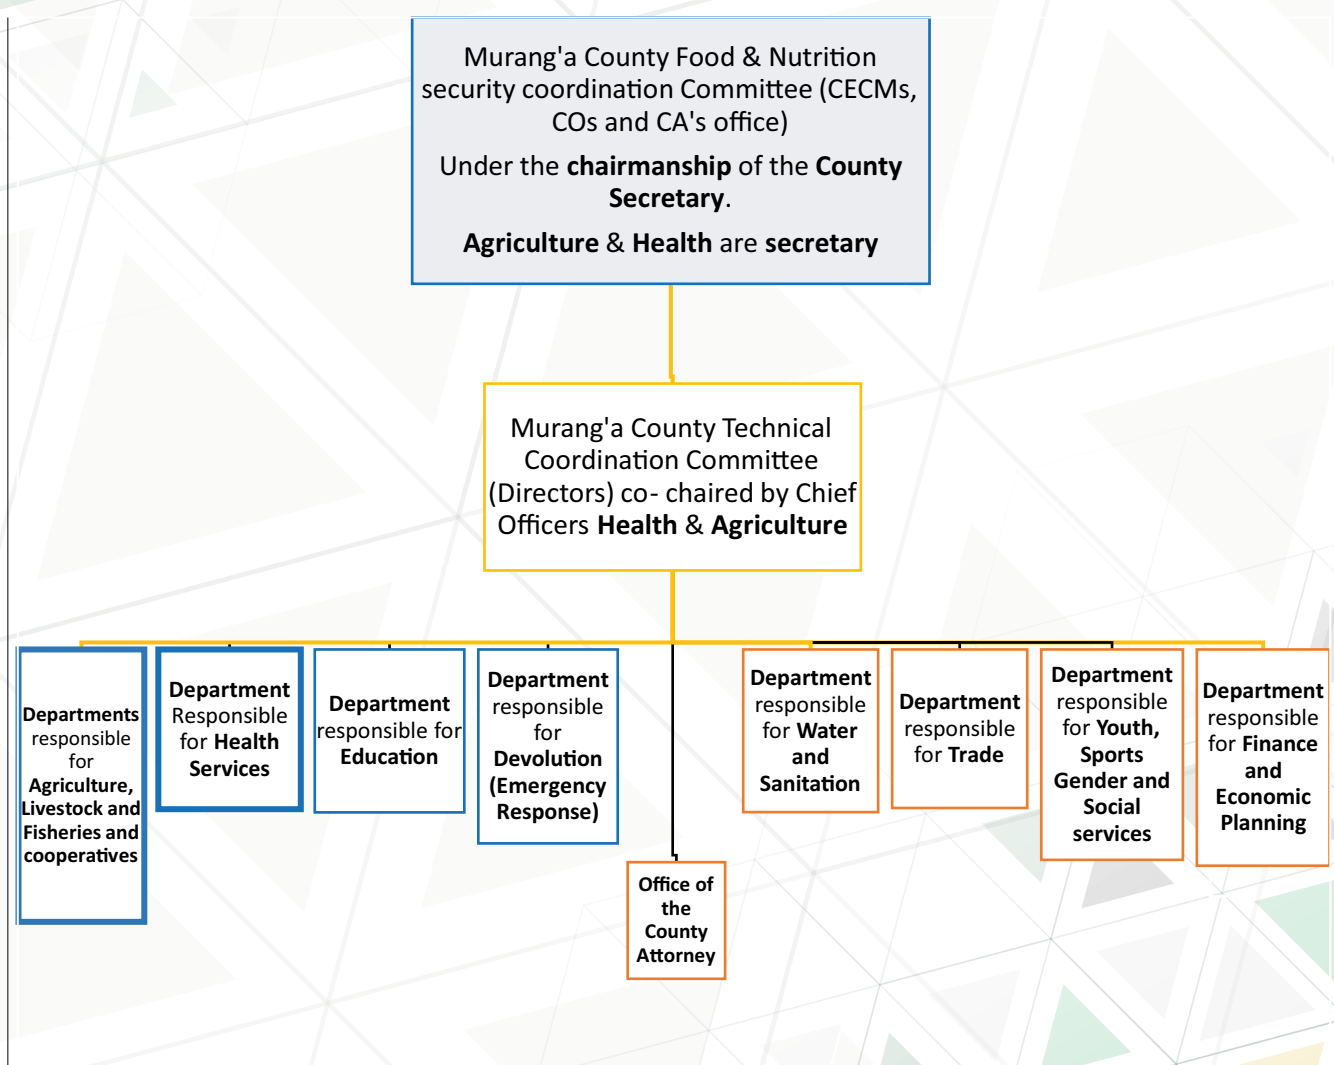 Murang'a County Food & Nutrition
security coordination Committee (CECMs,
COs and CA's office)
Under the chairmanship of the County
Secretary.
Agriculture & Health are secretary
Murang'a County Technical
Coordination Committee
(Directors) co- chaired by Chief
Officers Health & Agriculture
Departments
responsible
for
Agriculture,
Livestock and
Fisheries and
cooperatives
Department
Responsible
for Health
Services
Department
responsible for
Education
Department
responsible
for
Devolution
(Emergency
Response)
Office of
the
County
Attorney
Department
responsible
for Water
and
Sanitation
Department
responsible
for Trade
Department
responsible
for Youth,
Sports
Gender and
Social
services
Department
responsible
for Finance
and
Economic
Planning